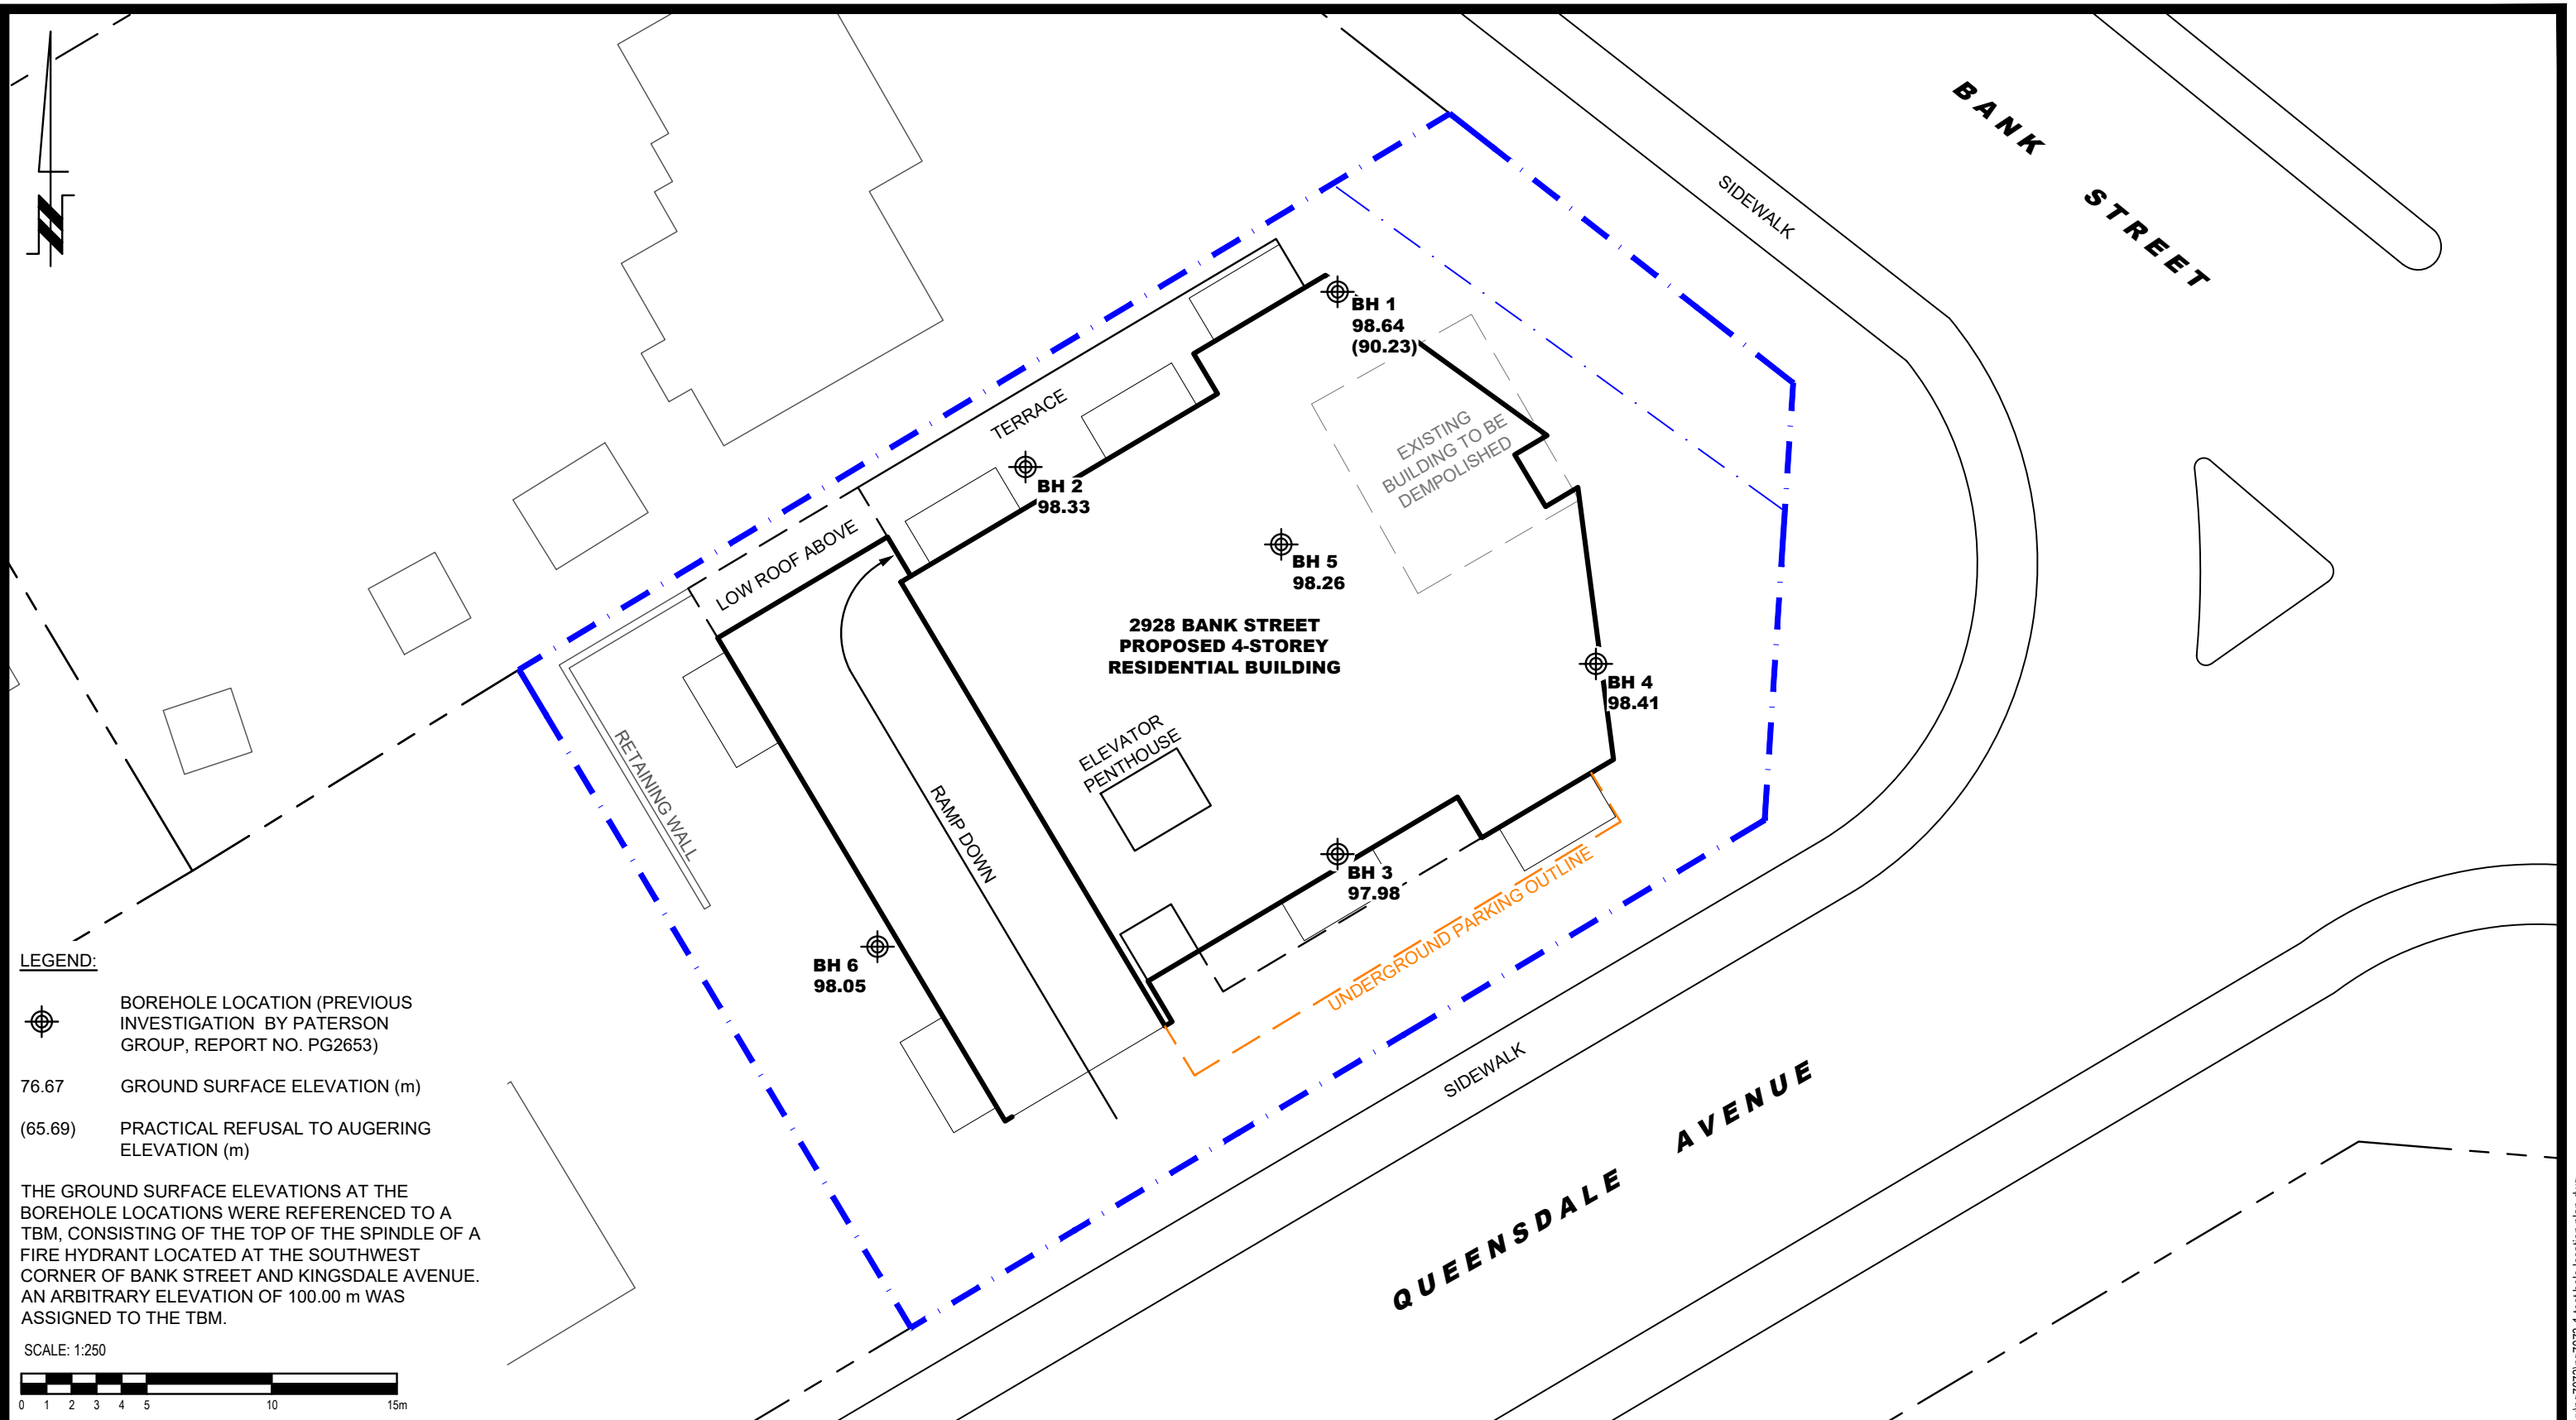 BANK
STREET
SIDEWALK
BH 1
98.64
(90.23)
TERRACE
EXISTING
BUILDING TO BE
DEMPOLISHED
BH 2
98.33
LOW ROOF ABOVE
BH 5
98.26
2928 BANK STREET
PROPOSED 4-STOREY
RESIDENTIAL BUILDING
BH 4
98.41
ELEVATOR
PENTHOUSE
RETAINING WALL
RAMP DOWN
BH 3
97.98
UNDERGROUND PARKING OUTLINE
BH 6
98.05
SIDEWALK
QUEENSDALE AVENUE
N
LEGEND:
BOREHOLE LOCATION (PREVIOUS
INVESTIGATION BY PATERSON
GROUP, REPORT NO. PG2653)
76.67 GROUND SURFACE ELEVATION (m)
(65.69) PRACTICAL REFUSAL TO AUGERING
ELEVATION (m)
THE GROUND SURFACE ELEVATIONS AT THE
BOREHOLE LOCATIONS WERE REFERENCED TO A
TBM, CONSISTING OF THE TOP OF THE SPINDLE OF A
FIRE HYDRANT LOCATED AT THE SOUTHWEST
CORNER OF BANK STREET AND KINGSDALE AVENUE.
AN ARBITRARY ELEVATION OF 100.00 m WAS
ASSIGNED TO THE TBM.
SCALE: 1:250
0 1 2 3 4 5 10 15m